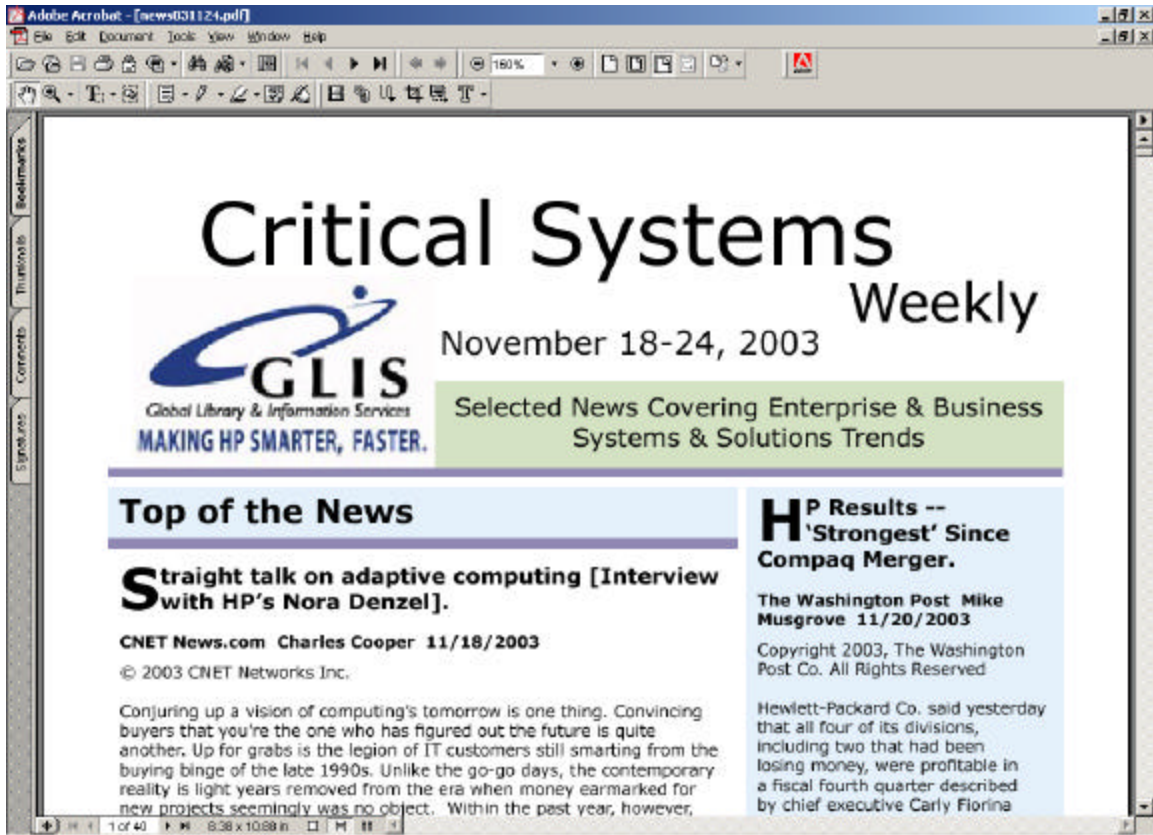 Adobe Acrobat - [news031124.pdf]
File Edit Document Tools View Window Help
160%
Bookmarks
Thumbnails
Comments
Signatures
Critical Systems
Weekly
November 18-24, 2003
GLIS
Global Library & Information Services
MAKING HP SMARTER, FASTER.
Selected News Covering Enterprise & Business
Systems & Solutions Trends
Top of the News
Straight talk on adaptive computing [Interview
with HP's Nora Denzel].
CNET News.com Charles Cooper 11/18/2003
© 2003 CNET Networks Inc.
Conjuring up a vision of computing's tomorrow is one thing. Convincing
buyers that you're the one who has figured out the future is quite
another. Up for grabs is the legion of IT customers still smarting from the
buying binge of the late 1990s. Unlike the go-go days, the contemporary
reality is light years removed from the era when money earmarked for
new projects seemingly was no object. Within the past year, however,
HP Results --
'Strongest' Since
Compaq Merger.
The Washington Post Mike
Musgrove 11/20/2003
Copyright 2003, The Washington
Post Co. All Rights Reserved
Hewlett-Packard Co. said yesterday
that all four of its divisions,
including two that had been
losing money, were profitable in
a fiscal fourth quarter described
by chief executive Carly Fiorina
1 of 40 8.38 x 10.88 in